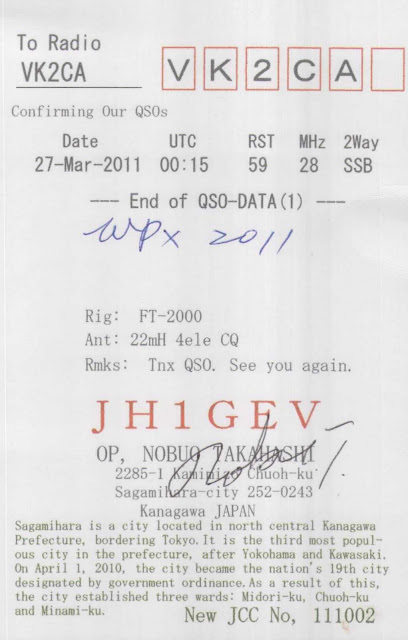 To Radio
VK2CA
VK2CA
Confirming Our QSOs
Date UTC RST MHz 2Way
27-Mar-2011 00:15 59 28 SSB
--- End of QSO-DATA(1) ---
WPX 2011
Rig: FT-2000
Ant: 22mH 4ele CQ
Rmks: Tnx QSO. See you again.
JH1GEV
OP, NOBUO TAKAHASHI
2285-1 Kamimizo Chuoh-ku
Sagamihara-city 252-0243
Kanagawa JAPAN
Sagamihara is a city located in north central Kanagawa
Prefecture, bordering Tokyo. It is the third most popul-
ous city in the prefecture, after Yokohama and Kawasaki.
On April 1, 2010, the city became the nation's 19th city
designated by government ordinance. As a result of this,
the city established three wards: Midori-ku, Chuoh-ku
and Minami-ku.
New JCC No, 111002